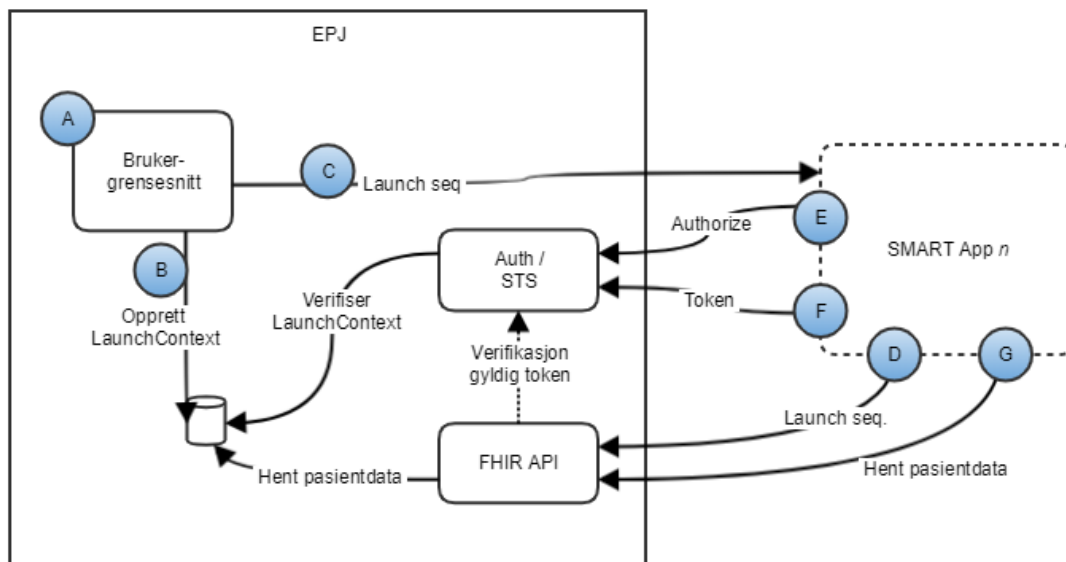 EPJ
A
Bruker-
grensesnitt
C
Launch seq
B
Opprett
LaunchContext
Verifiser
LaunchContext
Auth /
STS
Authorize
E
SMART App n
Token
F
Verifikasjon
gyldig token
D
G
Launch seq.
FHIR API
Hent pasientdata
Hent pasientdata